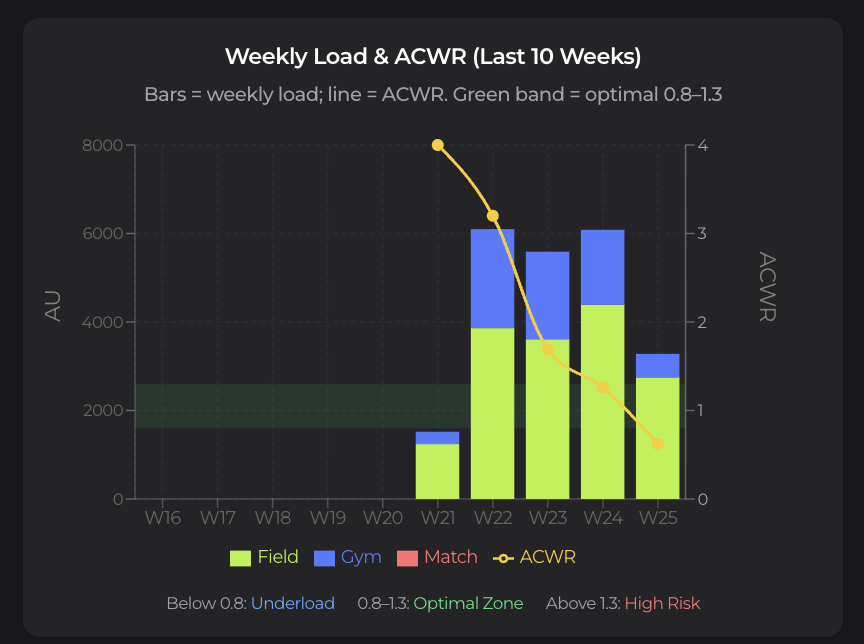 Weekly Load & ACWR (Last 10 Weeks)
Bars = weekly load; line = ACWR. Green band = optimal 0.8–1.3
8000
6000
4000
2000
0
AU
4
3
2
1
0
ACWR
W16 W17 W18 W19 W20 W21 W22 W23 W24 W25
Field Gym Match ACWR
Below 0.8: Underload 0.8–1.3: Optimal Zone Above 1.3: High Risk